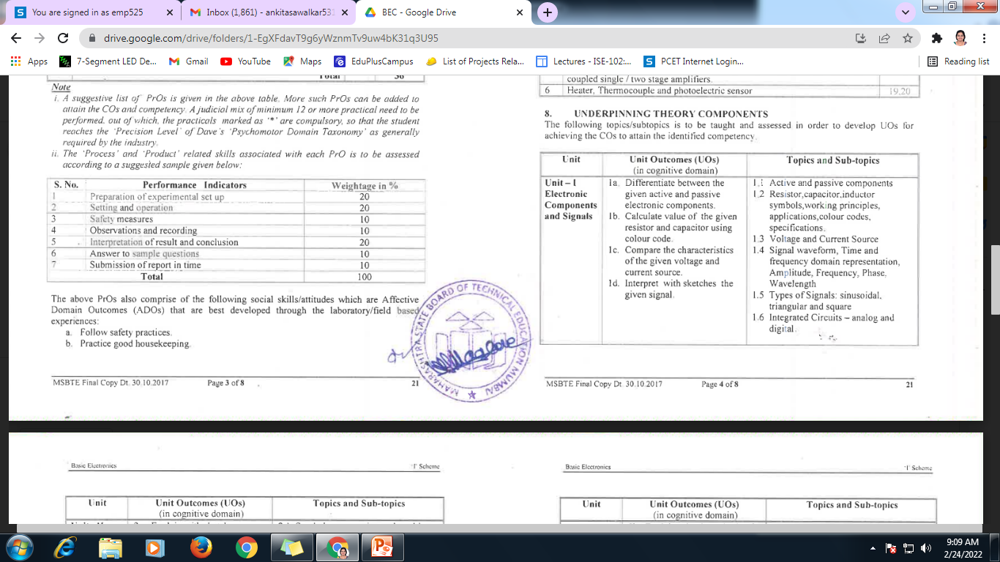 You are signed in as emp525
Inbox (1,861) - ankitasawalkar531
BEC - Google Drive
drive.google.com/drive/folders/1-EgXFdavT9g6yWznmTv9uw4bK31q3U95
Apps
7-Segment LED De...
Gmail
YouTube
Maps
EduPlusCampus
List of Projects Rela...
Lectures - ISE-102:...
PCET Internet Login...
Reading list
Total 36
Note
i. A suggestive list of PrOs is given in the above table. More such PrOs can be added to
attain the COs and competency. A judicial mix of minimum 12 or more practical need to be
performed, out of which, the practicals marked as ‘*’ are compulsory, so that the student
reaches the ‘Precision Level’ of Dave's ‘Psychomotor Domain Taxonomy’ as generally
required by the industry.
ii. The ‘Process’ and ‘Product’ related skills associated with each PrO is to be assessed
according to a suggested sample given below:
S. No. Performance Indicators Weightage in %
1 Preparation of experimental set up 20
2 Setting and operation 20
3 Safety measures 10
4 Observations and recording 10
5 Interpretation of result and conclusion 20
6 Answer to sample questions 10
7 Submission of report in time 10
Total 100
The above PrOs also comprise of the following social skills/attitudes which are Affective
Domain Outcomes (ADOs) that are best developed through the laboratory/field based
experiences:
a. Follow safety practices.
b. Practice good housekeeping.
MAHARASHTRA STATE BOARD OF TECHNICAL EDUCATION MUMBAI
MSBTE Final Copy Dt. 30.10.2017 Page 3 of 8 21
coupled single / two stage amplifiers.
6 Heater, Thermocouple and photoelectric sensor 19,20
8. UNDERPINNING THEORY COMPONENTS
The following topics/subtopics is to be taught and assessed in order to develop UOs for
achieving the COs to attain the identified competency.
Unit
Unit Outcomes (UOs)
(in cognitive domain)
Topics and Sub-topics
Unit – I
Electronic
Components
and Signals
1a. Differentiate between the
given active and passive
electronic components.
1b. Calculate value of the given
resistor and capacitor using
colour code.
1c. Compare the characteristics
of the given voltage and
current source.
1d. Interpret with sketches the
given signal.
1.1 Active and passive components
1.2 Resistor,capacitor,inductor
symbols,working principles,
applications,colour codes,
specifications.
1.3 Voltage and Current Source
1.4 Signal waveform, Time and
frequency domain representation,
Amplitude, Frequency, Phase,
Wavelength
1.5 Types of Signals: sinusoidal,
triangular and square
1.6 Integrated Circuits – analog and
digital.
MSBTE Final Copy Dt. 30.10.2017 Page 4 of 8 21
Basic Electronics ‘I’ Scheme
Unit
Unit Outcomes (UOs)
(in cognitive domain)
Topics and Sub-topics
Basic Electronics ‘I’ Scheme
Unit
Unit Outcomes (UOs)
(in cognitive domain)
Topics and Sub-topics
9:09 AM
2/24/2022